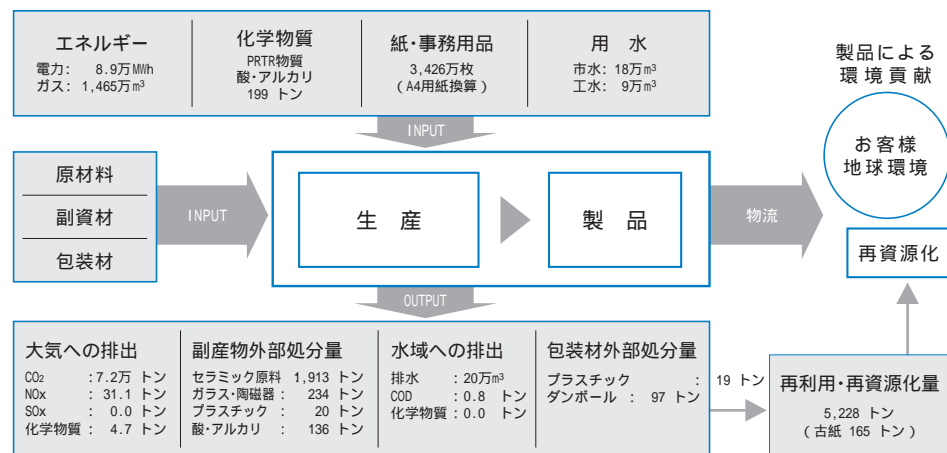 エネルギー
電力: 8.9万MWh
ガス: 1,465万m³
化学物質
PRTR物質
酸・アルカリ
199 トン
紙・事務用品
3,426万枚
(A4用紙換算)
用 水
市水: 18万m³
工水: 9万m³
製品による
環境貢献
お客様
地球環境
INPUT
原材料
副資材
包装材
INPUT
生 産
製 品
物流
再資源化
OUTPUT
大気への排出
CO₂ :7.2万 トン
NOx :31.1 トン
SOx : 0.0 トン
化学物質: 4.7 トン
副産物外部処分量
セラミック原料 1,913 トン
ガラス・陶磁器: 234 トン
プラスチック : 20 トン
酸・アルカリ : 136 トン
水域への排出
排水 :20万m³
COD :0.8 トン
化学物質:0.0 トン
包装材外部処分量
プラスチック : 19 トン
ダンボール : 97 トン
再利用・再資源化量
5,228 トン
(古紙 165 トン)